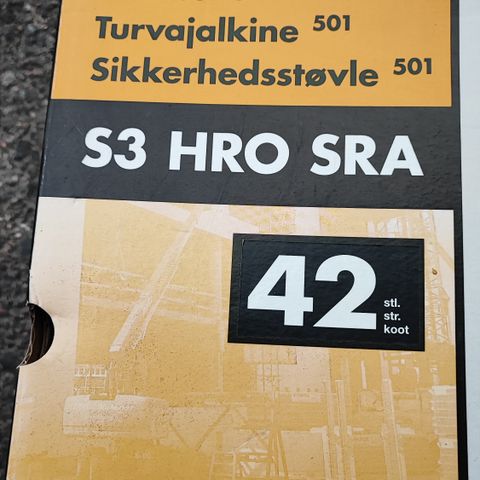 Turvajalkine 501
Sikkerhedsstøvle 501
S3 HRO SRA
42
stl.
str.
koot